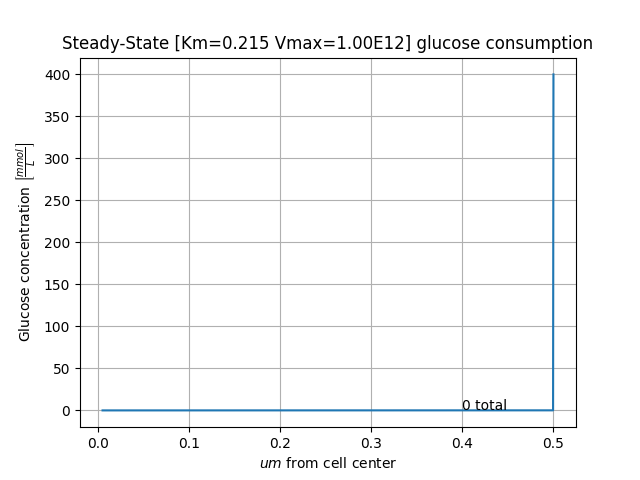 Steady-State [Km=0.215 Vmax=1.00E12] glucose consumption
400
350
300
250
200
150
100
50
0
Glucose concentration [mmol/L]
0 total
0.0 0.1 0.2 0.3 0.4 0.5
um from cell center